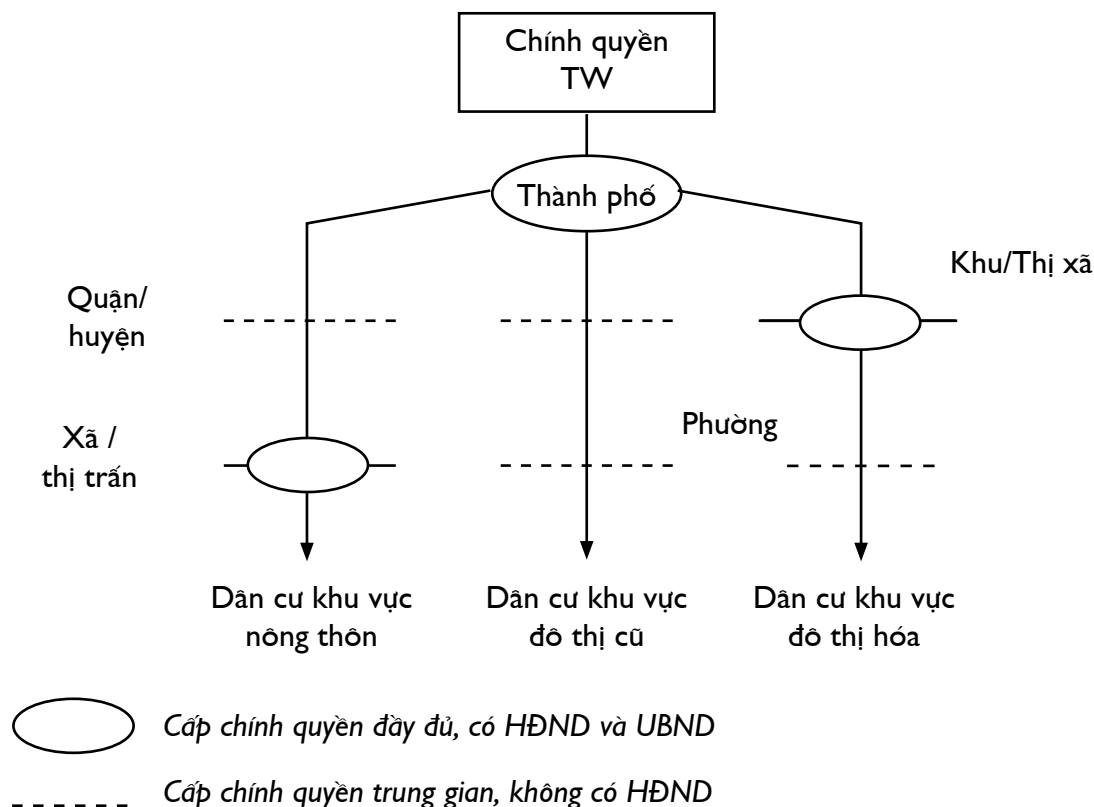 Chính quyền
TW
Thành phố
Khu/Thị xã
Quận/
huyện
Phường
Xã /
thị trấn
Dân cư khu vực
nông thôn
Dân cư khu vực
đô thị cũ
Dân cư khu vực
đô thị hóa
Cấp chính quyền đầy đủ, có HĐND và UBND
Cấp chính quyền trung gian, không có HĐND